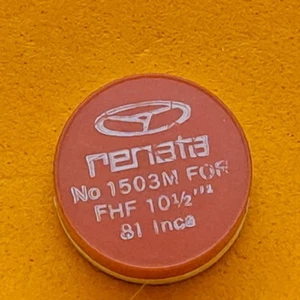 renata
No 1503M FOR
FHF 10½'''
81 Inca